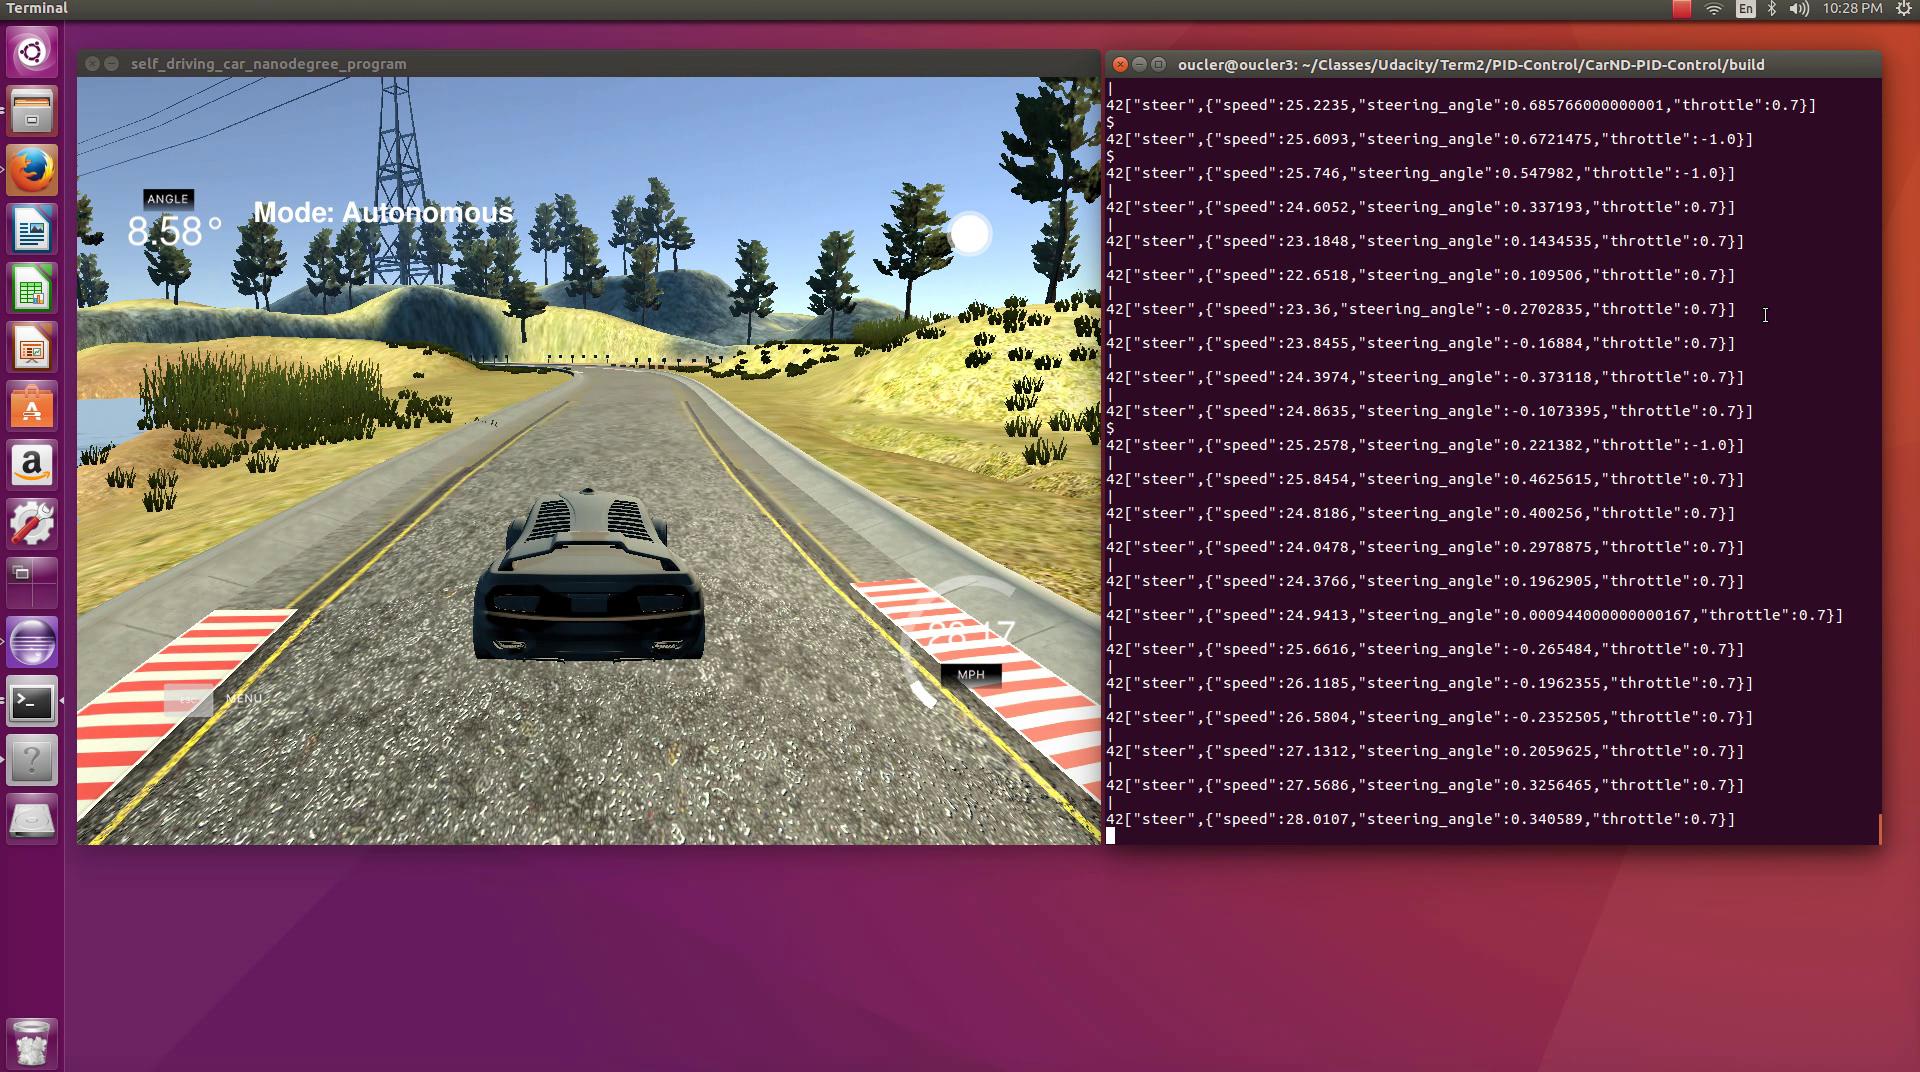 Terminal
En
10:28 PM
self_driving_car_nanodegree_program
ANGLE
8.58°
Mode: Autonomous
28.17
MPH
ESC
MENU
a
oucler@oucler3: ~/Classes/Udacity/Term2/PID-Control/CarND-PID-Control/build
|
42["steer",{"speed":25.2235,"steering_angle":0.685766000000001,"throttle":0.7}]
$
42["steer",{"speed":25.6093,"steering_angle":0.6721475,"throttle":-1.0}]
$
42["steer",{"speed":25.746,"steering_angle":0.547982,"throttle":-1.0}]
|
42["steer",{"speed":24.6052,"steering_angle":0.337193,"throttle":0.7}]
|
42["steer",{"speed":23.1848,"steering_angle":0.1434535,"throttle":0.7}]
|
42["steer",{"speed":22.6518,"steering_angle":0.109506,"throttle":0.7}]
|
42["steer",{"speed":23.36,"steering_angle":-0.2702835,"throttle":0.7}]
|
42["steer",{"speed":23.8455,"steering_angle":-0.16884,"throttle":0.7}]
|
42["steer",{"speed":24.3974,"steering_angle":-0.373118,"throttle":0.7}]
|
42["steer",{"speed":24.8635,"steering_angle":-0.1073395,"throttle":0.7}]
$
42["steer",{"speed":25.2578,"steering_angle":0.221382,"throttle":-1.0}]
|
42["steer",{"speed":25.8454,"steering_angle":0.4625615,"throttle":0.7}]
|
42["steer",{"speed":24.8186,"steering_angle":0.400256,"throttle":0.7}]
|
42["steer",{"speed":24.0478,"steering_angle":0.2978875,"throttle":0.7}]
|
42["steer",{"speed":24.3766,"steering_angle":0.1962905,"throttle":0.7}]
|
42["steer",{"speed":24.9413,"steering_angle":0.000944000000000167,"throttle":0.7}]
|
42["steer",{"speed":25.6616,"steering_angle":-0.265484,"throttle":0.7}]
|
42["steer",{"speed":26.1185,"steering_angle":-0.1962355,"throttle":0.7}]
|
42["steer",{"speed":26.5804,"steering_angle":-0.2352505,"throttle":0.7}]
|
42["steer",{"speed":27.1312,"steering_angle":0.2059625,"throttle":0.7}]
|
42["steer",{"speed":27.5686,"steering_angle":0.3256465,"throttle":0.7}]
|
42["steer",{"speed":28.0107,"steering_angle":0.340589,"throttle":0.7}]